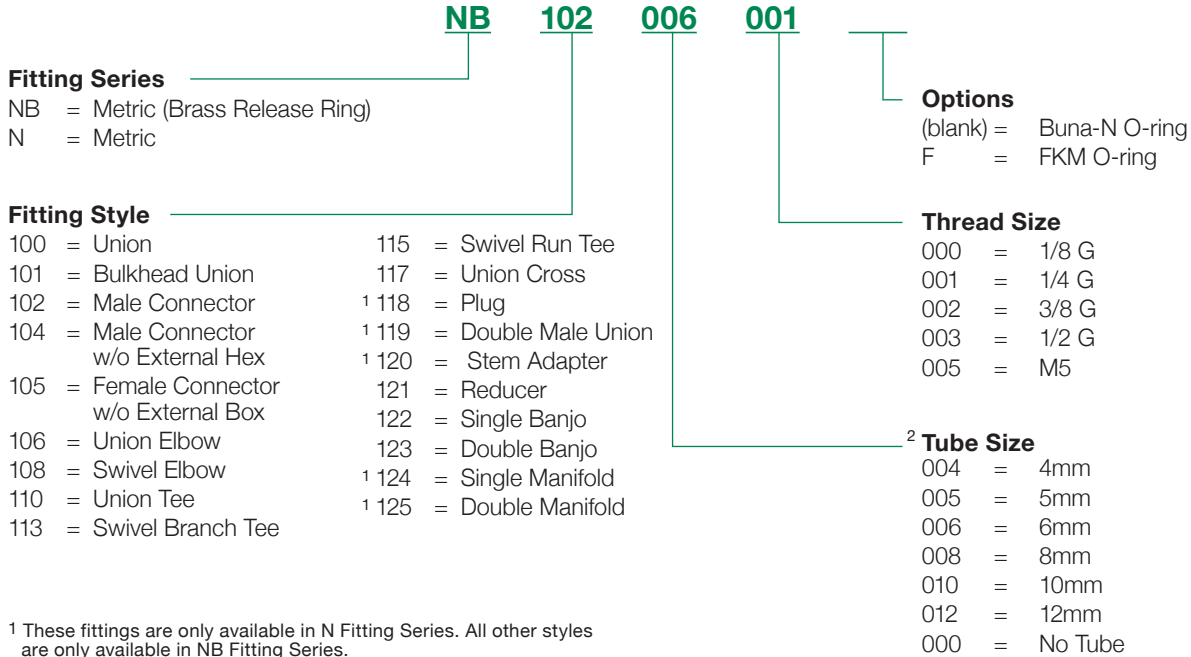 NB 102 006 001
Fitting Series
NB = Metric (Brass Release Ring)
N = Metric
Fitting Style
100 = Union
101 = Bulkhead Union
102 = Male Connector
104 = Male Connector
w/o External Hex
105 = Female Connector
w/o External Box
106 = Union Elbow
108 = Swivel Elbow
110 = Union Tee
113 = Swivel Branch Tee
115 = Swivel Run Tee
117 = Union Cross
1 118 = Plug
1 119 = Double Male Union
1 120 = Stem Adapter
121 = Reducer
122 = Single Banjo
123 = Double Banjo
1 124 = Single Manifold
1 125 = Double Manifold
Options
(blank) = Buna-N O-ring
F = FKM O-ring
Thread Size
000 = 1/8 G
001 = 1/4 G
002 = 3/8 G
003 = 1/2 G
005 = M5
2 Tube Size
004 = 4mm
005 = 5mm
006 = 6mm
008 = 8mm
010 = 10mm
012 = 12mm
000 = No Tube
1 These fittings are only available in N Fitting Series. All other styles
are only available in NB Fitting Series.